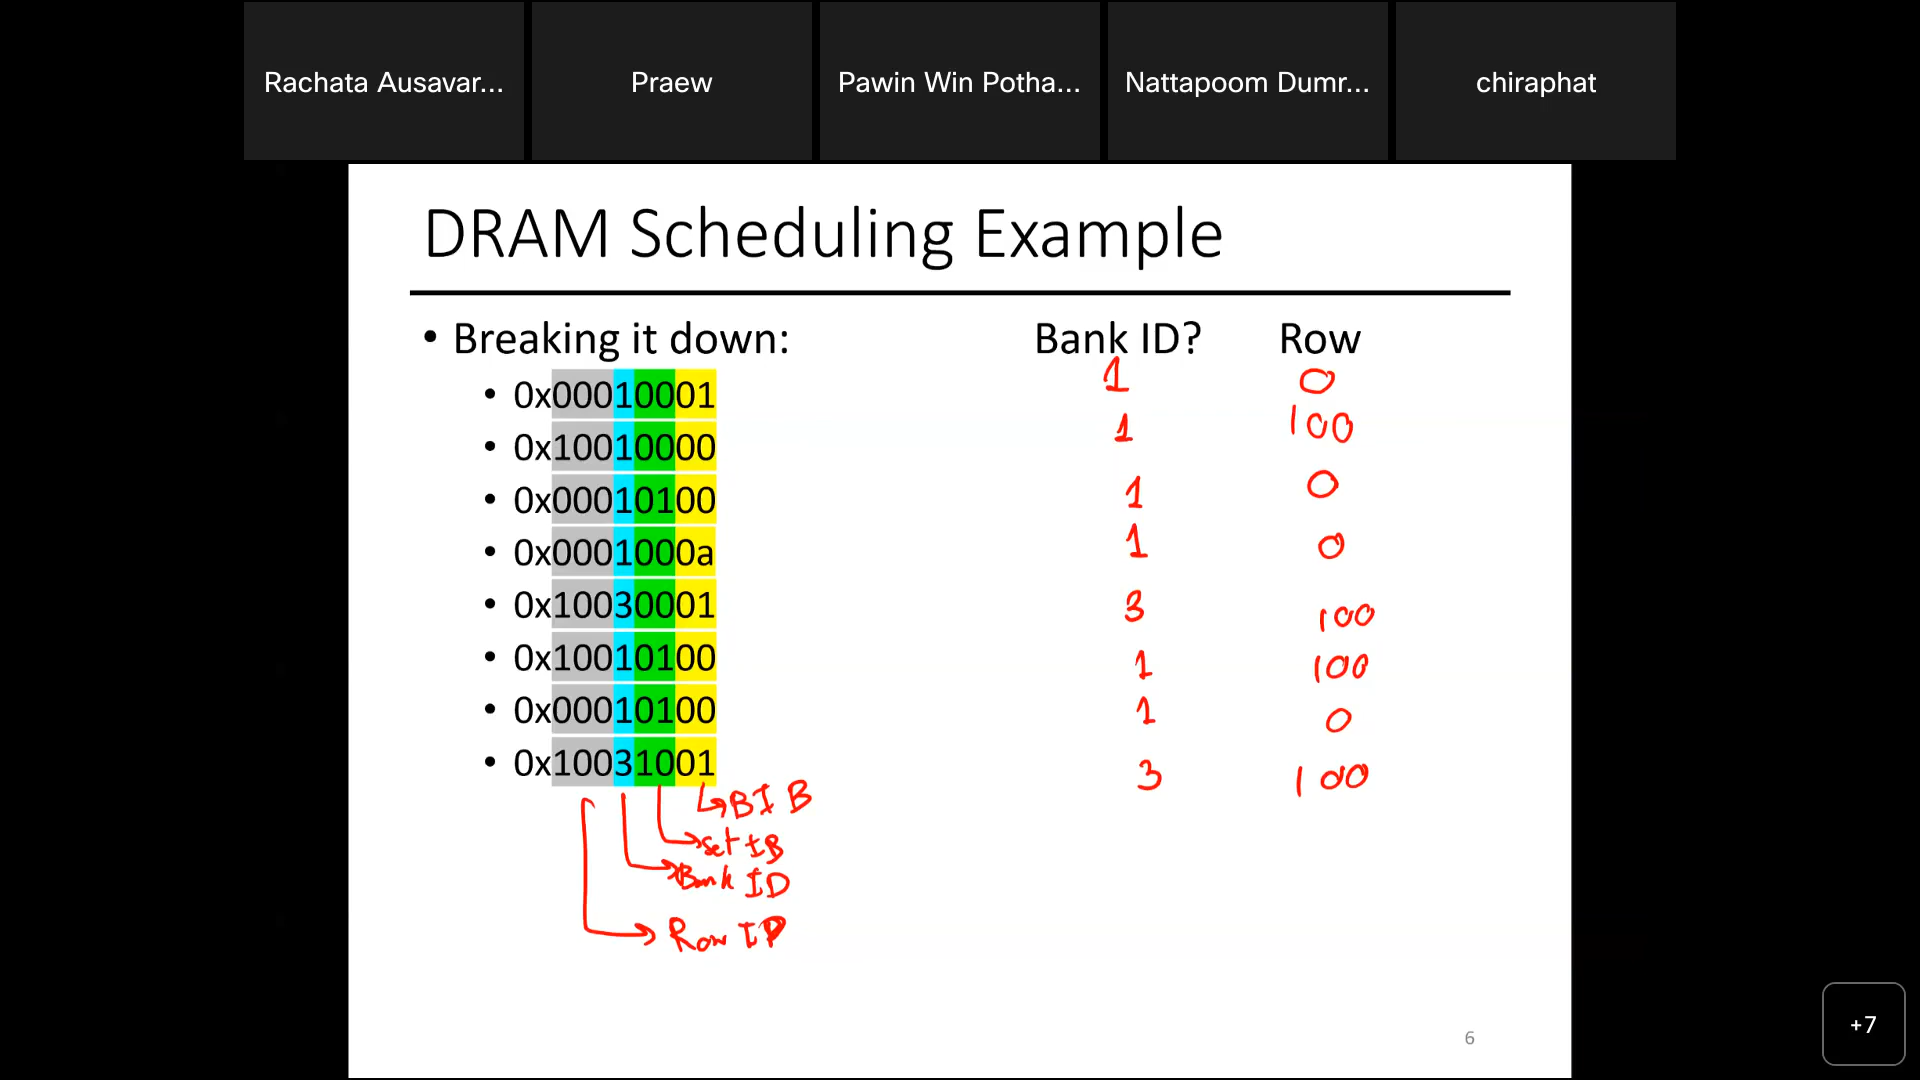 Rachata Ausavar... Praew Pawin Win Potha... Nattapoom Dumr... chiraphat
DRAM Scheduling Example
• Breaking it down: Bank ID? Row
• 0x00010001 1 0
• 0x10010000 1 100
• 0x00010100 1 0
• 0x0001000a 1 0
• 0x10030001 3 100
• 0x10010100 1 100
• 0x00010100 1 0
• 0x10031001 3 100
BIB
Set IB
Bank ID
Row ID
6
+7